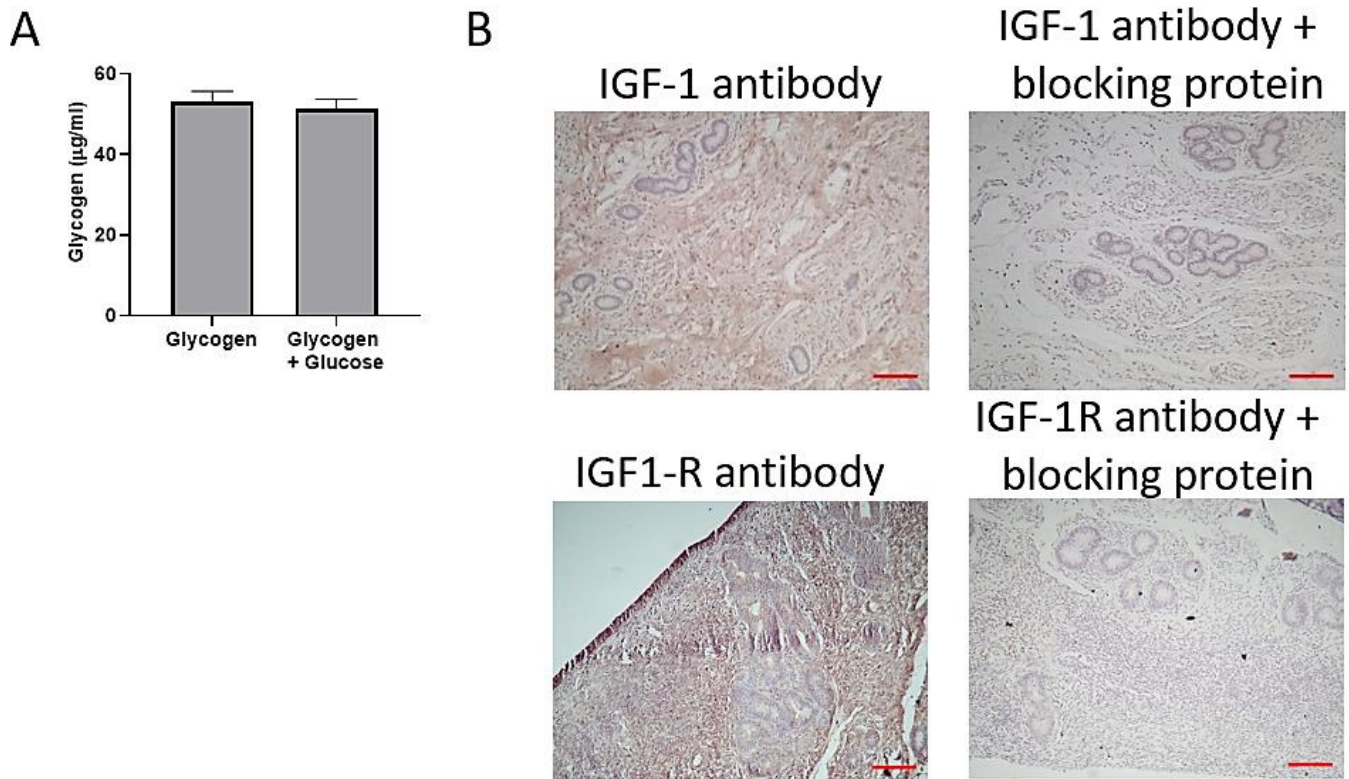 A
60
40
20
0
Glycogen (µg/ml)
Glycogen
Glycogen
+ Glucose
B
IGF-1 antibody
IGF-1 antibody +
blocking protein
IGF1-R antibody
IGF-1R antibody +
blocking protein